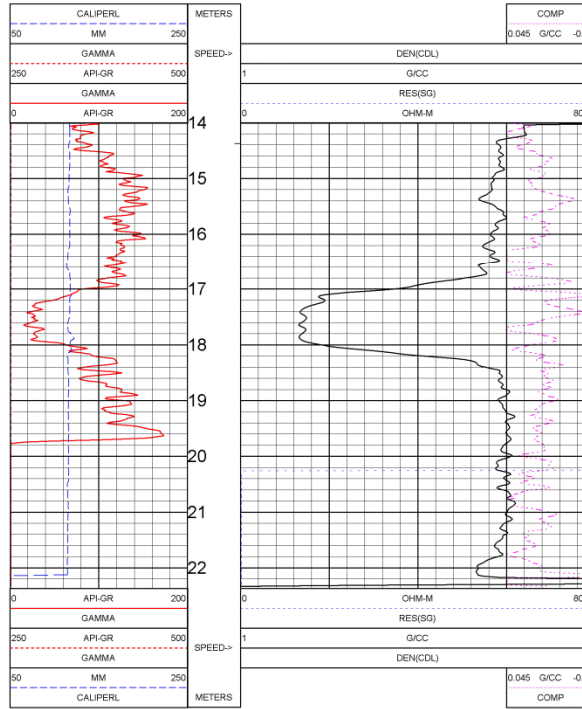 CALIPERL METERS COMP
50 MM 250 0.045 G/CC -0.
GAMMA SPEED-> DEN(CDL)
250 API-GR 500 1 G/CC
GAMMA RES(SG)
0 API-GR 200 0 OHM-M 80
14
15
16
17
18
19
20
21
22
0 API-GR 200 0 OHM-M 80
GAMMA RES(SG)
250 API-GR 500 SPEED-> 1 G/CC
GAMMA DEN(CDL)
50 MM 250 0.045 G/CC -0.
CALIPERL METERS COMP